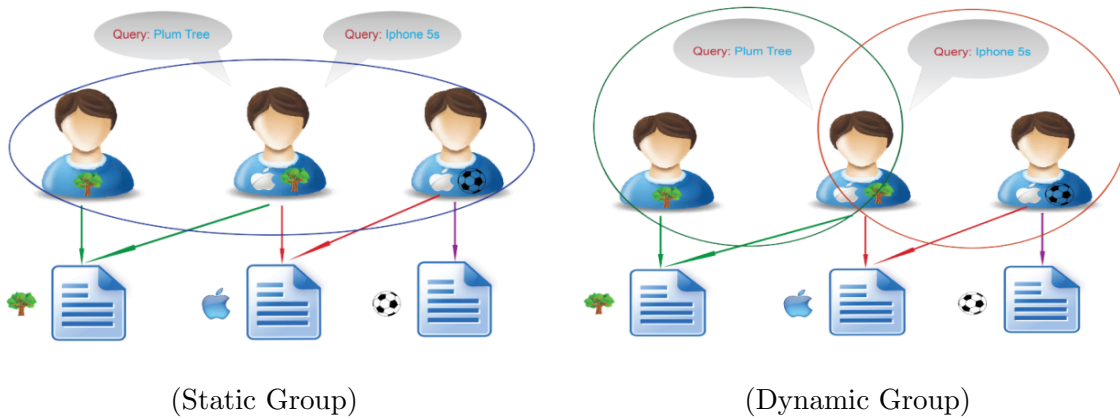 Query: Plum Tree
Query: Iphone 5s
Query: Plum Tree
Query: Iphone 5s
(Static Group)
(Dynamic Group)